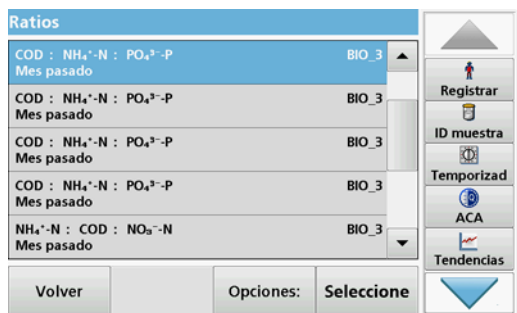 Ratios
COD : NH₄⁺-N : PO₄³⁻-P BIO_3
Mes pasado
COD : NH₄⁺-N : PO₄³⁻-P BIO_3
Mes pasado
COD : NH₄⁺-N : PO₄³⁻-P BIO_3
Mes pasado
COD : NH₄⁺-N : PO₄³⁻-P BIO_3
Mes pasado
NH₄⁺-N : COD : NO₃⁻-N BIO_3
Mes pasado
Volver
Opciones:
Seleccione
Registrar
ID muestra
Temporizad
ACA
Tendencias